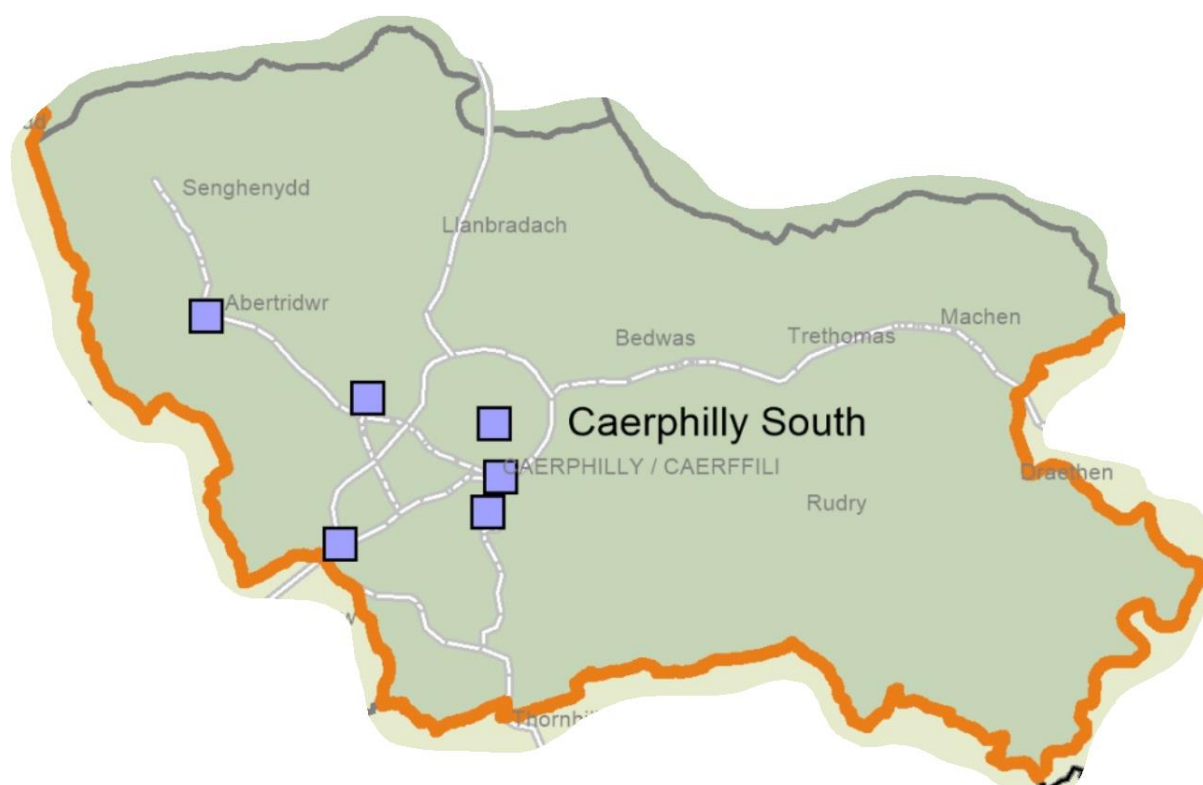 Senghenydd
Llanbradach
Abertridwr
Machen
Bedwas
Trethomas
Caerphilly South
CAERPHILLY / CAERFFILI
Draethen
Rudry